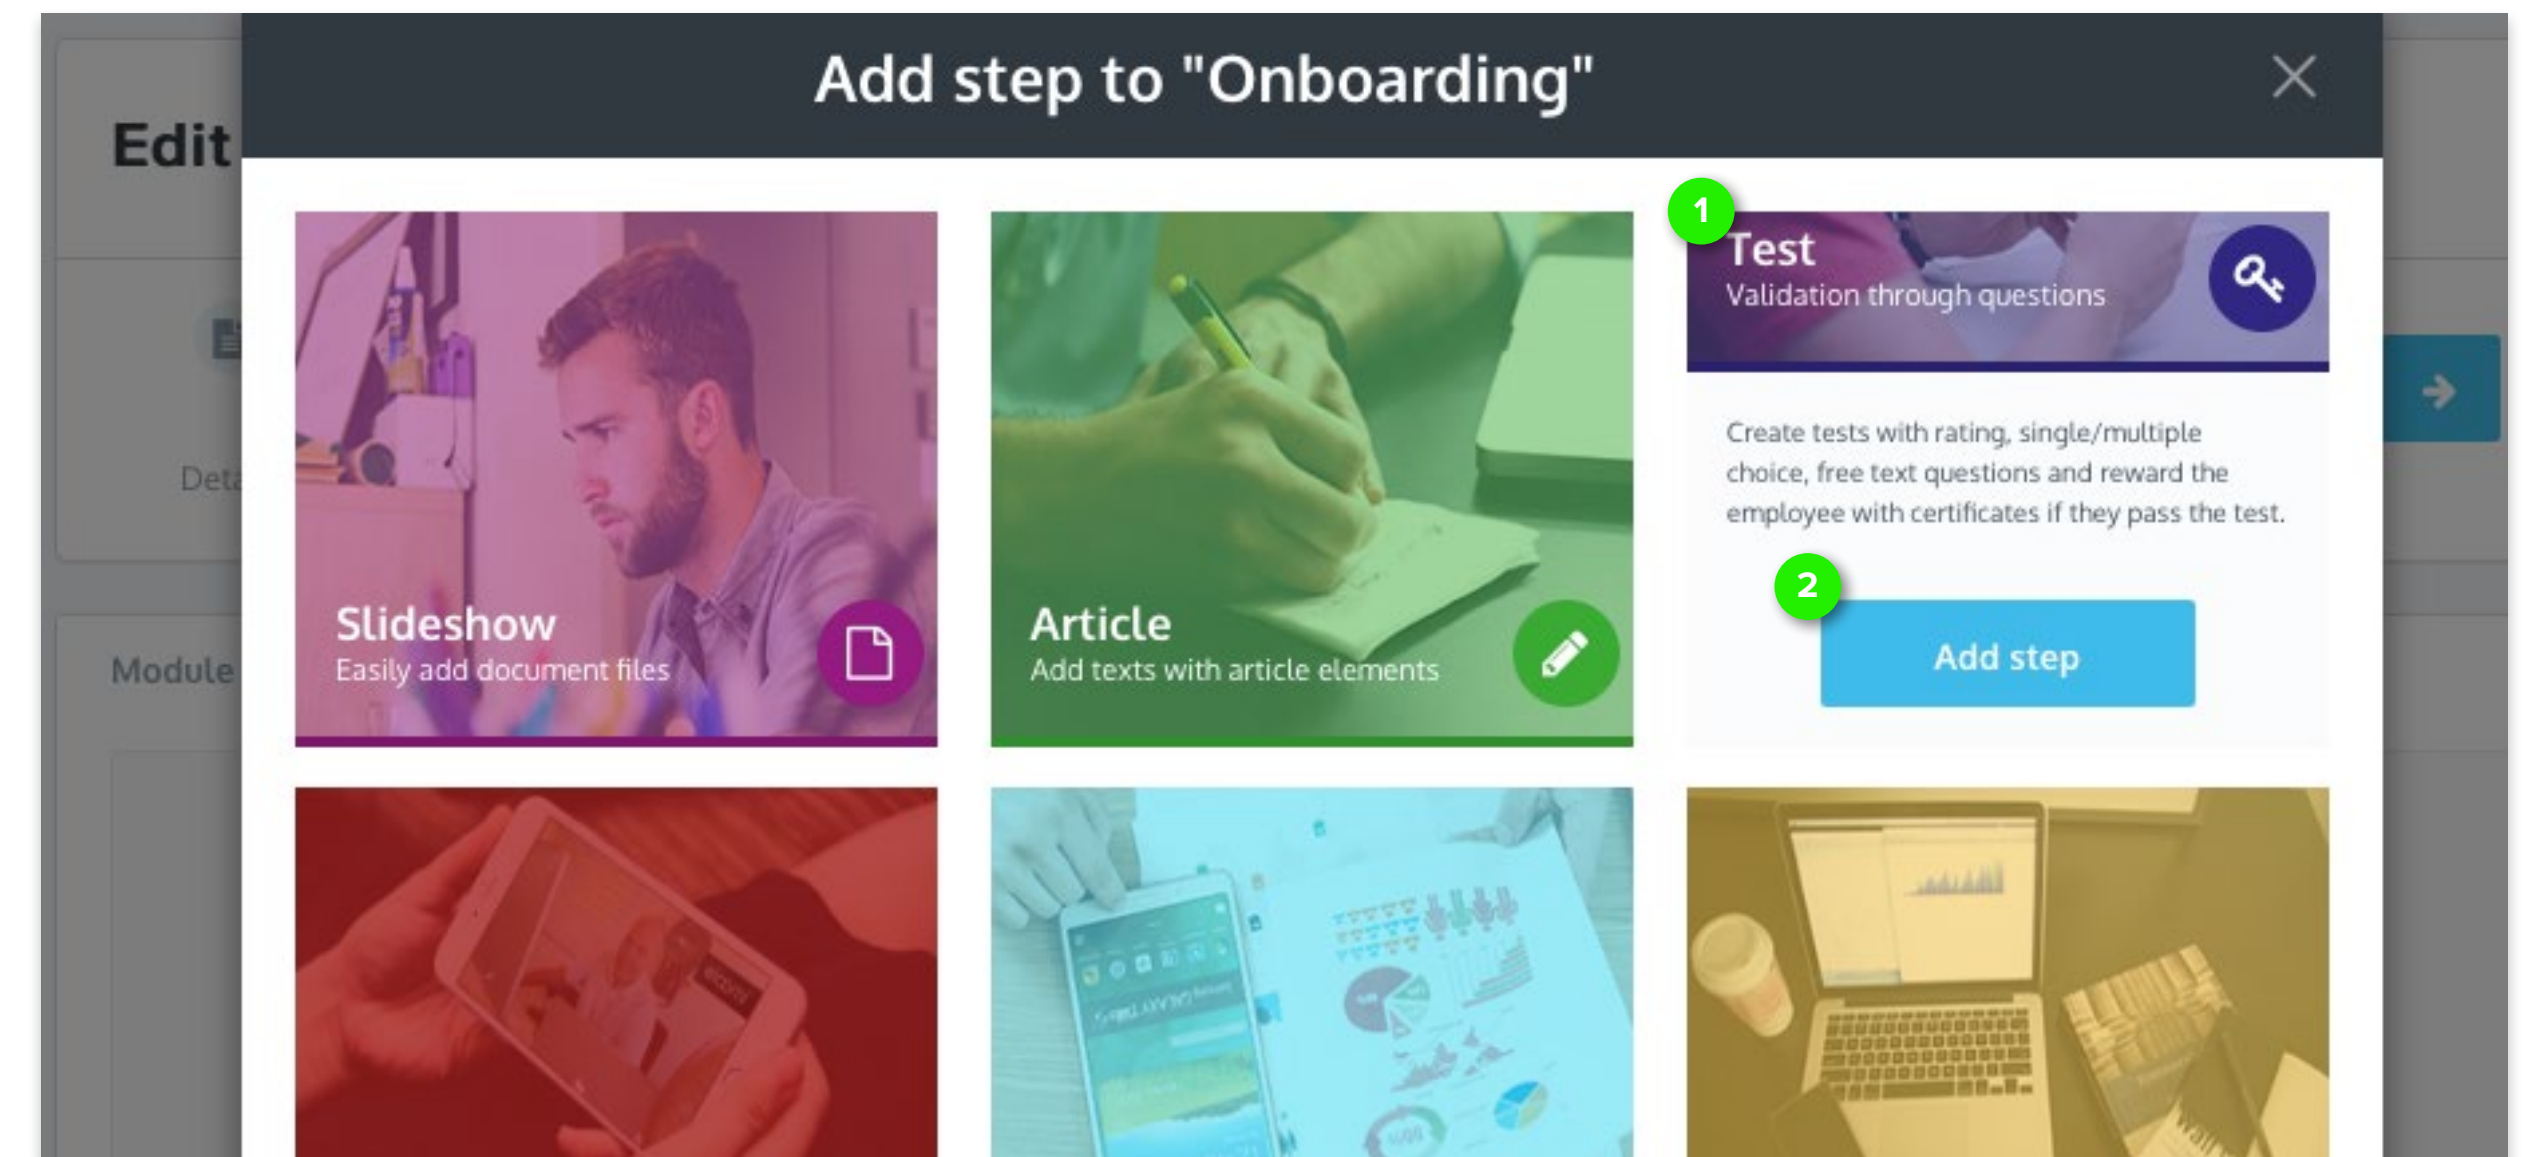 Add step to "Onboarding"
Edit
1
Test
Validation through questions
Create tests with rating, single/multiple
choice, free text questions and reward the
employee with certificates if they pass the test.
2
Add step
Deta
Slideshow
Easily add document files
Article
Add texts with article elements
Module